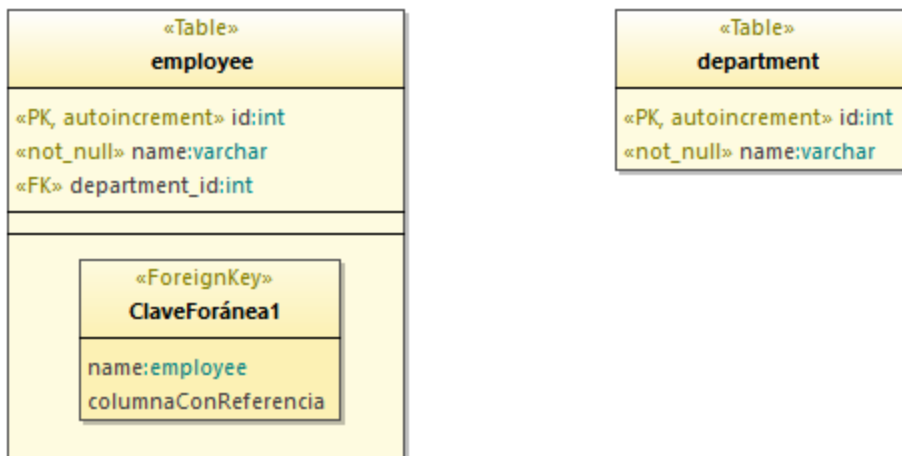 «Table»
employee
«PK, autoincrement» id:int
«not_null» name:varchar
«FK» department_id:int
«ForeignKey»
ClaveForánea1
name:employee
columnaConReferencia
«Table»
department
«PK, autoincrement» id:int
«not_null» name:varchar